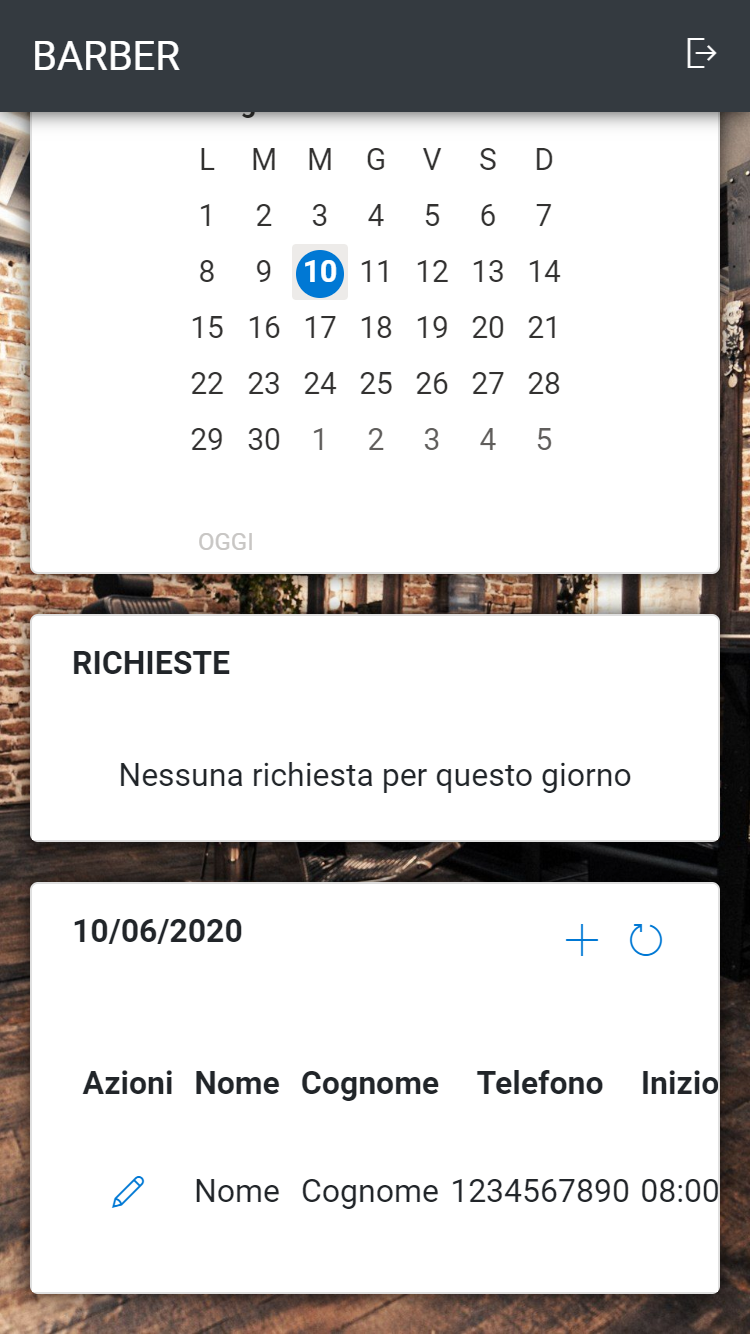 BARBER
L M M G V S D
1 2 3 4 5 6 7
8 9 10 11 12 13 14
15 16 17 18 19 20 21
22 23 24 25 26 27 28
29 30 1 2 3 4 5
OGGI
RICHIESTE
Nessuna richiesta per questo giorno
10/06/2020
Azioni Nome Cognome Telefono Inizio
Nome Cognome 1234567890 08:00